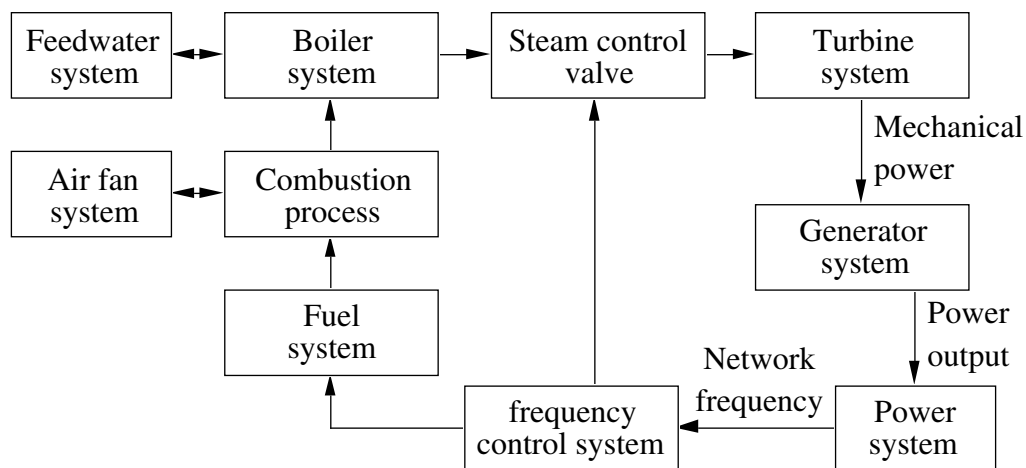 Feedwater
system
Boiler
system
Steam control
valve
Turbine
system
Mechanical
power
Air fan
system
Combustion
process
Generator
system
Fuel
system
Power
output
Network
frequency
frequency
control system
Power
system